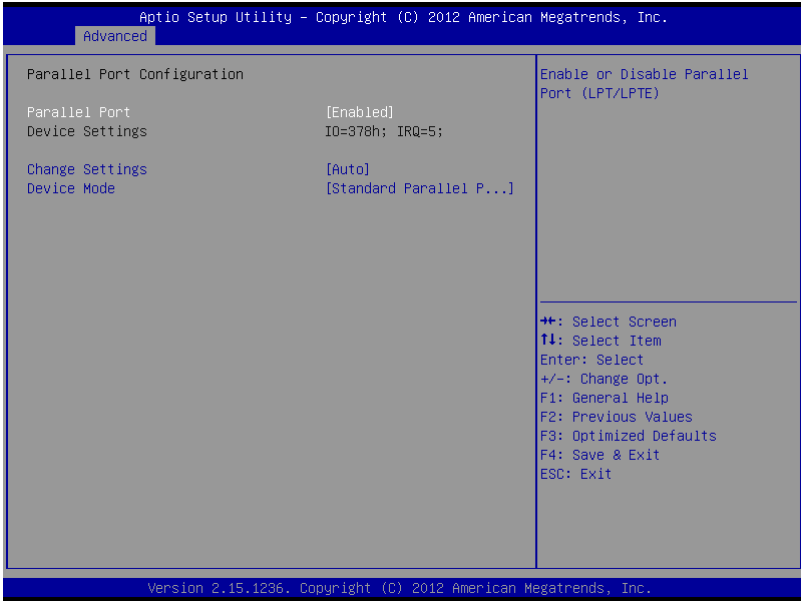 Aptio Setup Utility – Copyright (C) 2012 American Megatrends, Inc.
Advanced
Parallel Port Configuration
Parallel Port [Enabled]
Device Settings IO=378h; IRQ=5;
Change Settings [Auto]
Device Mode [Standard Parallel P...]
Enable or Disable Parallel
Port (LPT/LPTE)
→←: Select Screen
↑↓: Select Item
Enter: Select
+/-: Change Opt.
F1: General Help
F2: Previous Values
F3: Optimized Defaults
F4: Save & Exit
ESC: Exit
Version 2.15.1236. Copyright (C) 2012 American Megatrends, Inc.